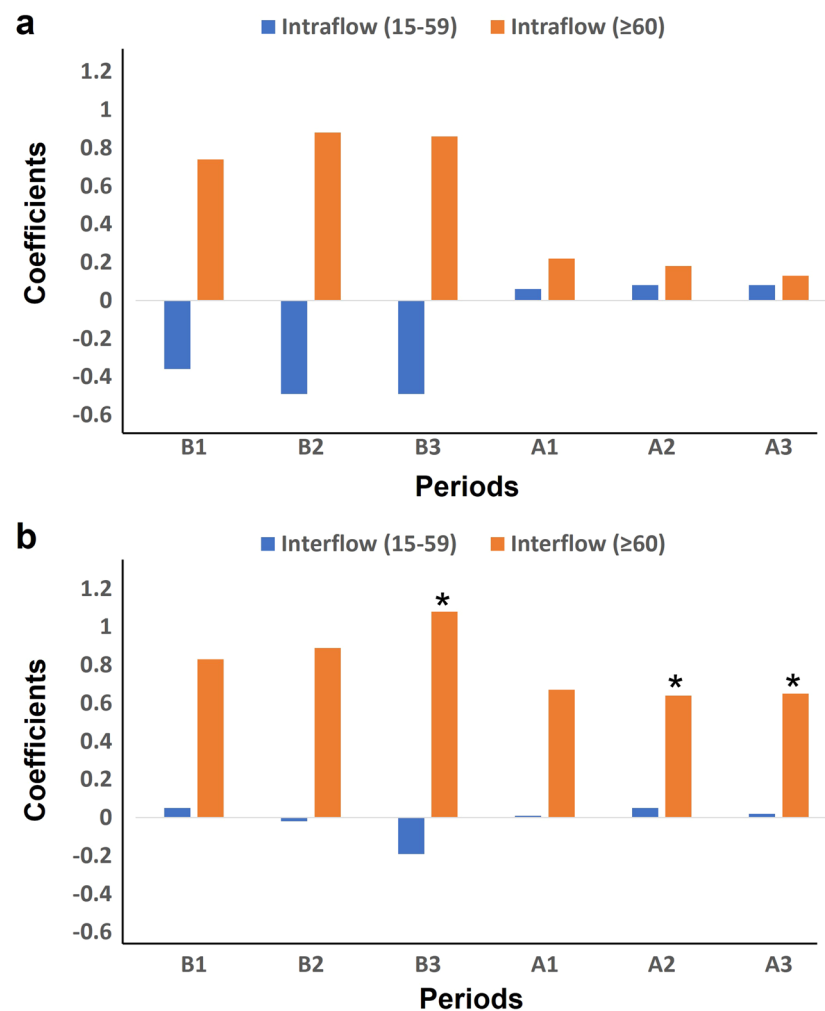 a
Intraflow (15-59) Intraflow (≥60)
1.2
1
0.8
0.6
0.4
0.2
0
-0.2
-0.4
-0.6
Coefficients
B1 B2 B3 A1 A2 A3
Periods
b
Interflow (15-59) Interflow (≥60)
1.2
1
0.8
0.6
0.4
0.2
0
-0.2
-0.4
-0.6
Coefficients
* * *
B1 B2 B3 A1 A2 A3
Periods